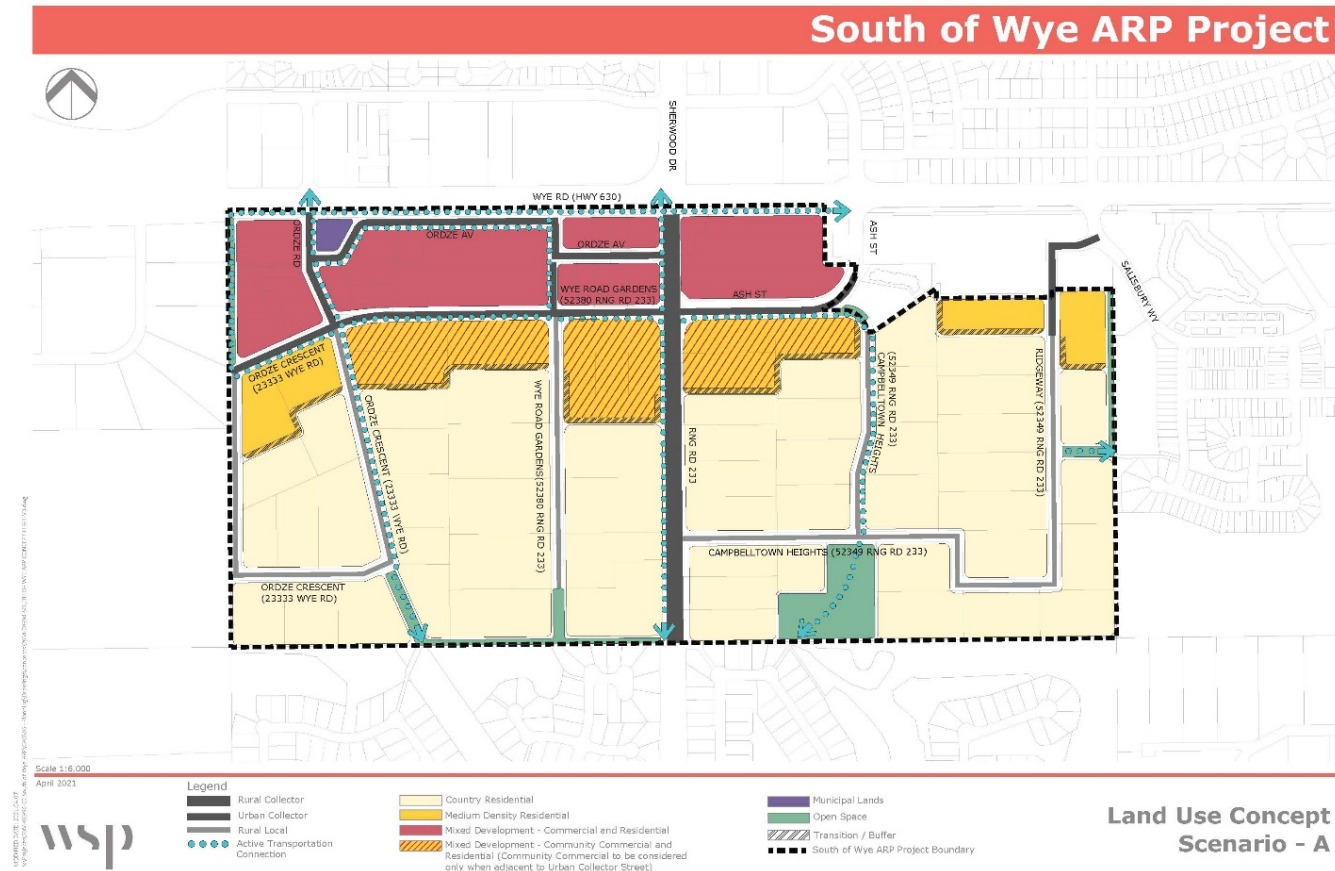 South of Wye ARP Project
SHERWOOD DR
WYE RD (HWY 630)
ORDZE RD
ORDZE AV
ORDZE AV
ASH ST
SALISBURY WY
WYE ROAD GARDENS
(52380 RNG RD 233)
ASH ST
ORDZE CRESCENT
(23333 WYE RD)
ORDZE CRESCENT (23333 WYE RD)
WYE ROAD GARDENS(52380 RNG RD 233)
RNG RD 233
(52349 RNG RD 233)
CAMPBELLTOWN HEIGHTS
RIDGEWAY (52349 RNG RD 233)
CAMPBELLTOWN HEIGHTS (52349 RNG RD 233)
ORDZE CRESCENT
(23333 WYE RD)
Scale 1:6,000
April 2021
wsp
Legend
Rural Collector
Urban Collector
Rural Local
Active Transportation
Connection
Country Residential
Medium Density Residential
Mixed Development - Commercial and Residential
Mixed Development - Community Commercial and
Residential (Community Commercial to be considered
only when adjacent to Urban Collector Street)
Municipal Lands
Open Space
Transition / Buffer
South of Wye ARP Project Boundary
Land Use Concept
Scenario - A